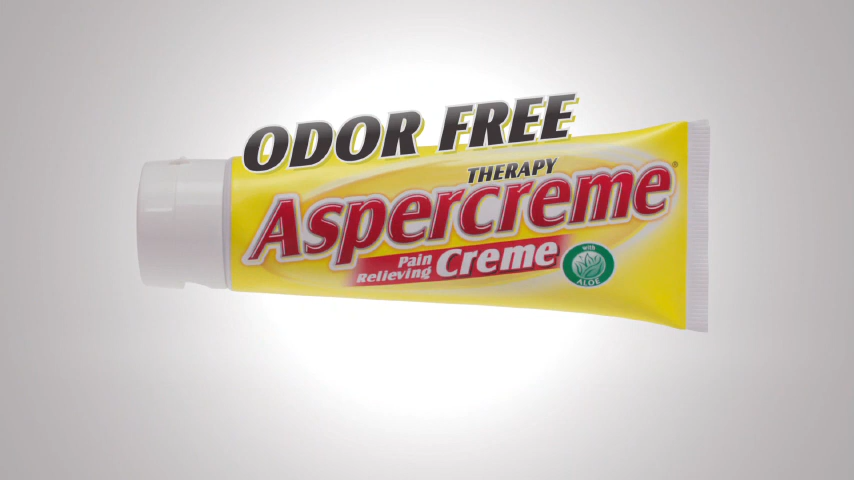 ODOR FREE
THERAPY
Aspercreme®
Pain
Relieving Creme
with
ALOE